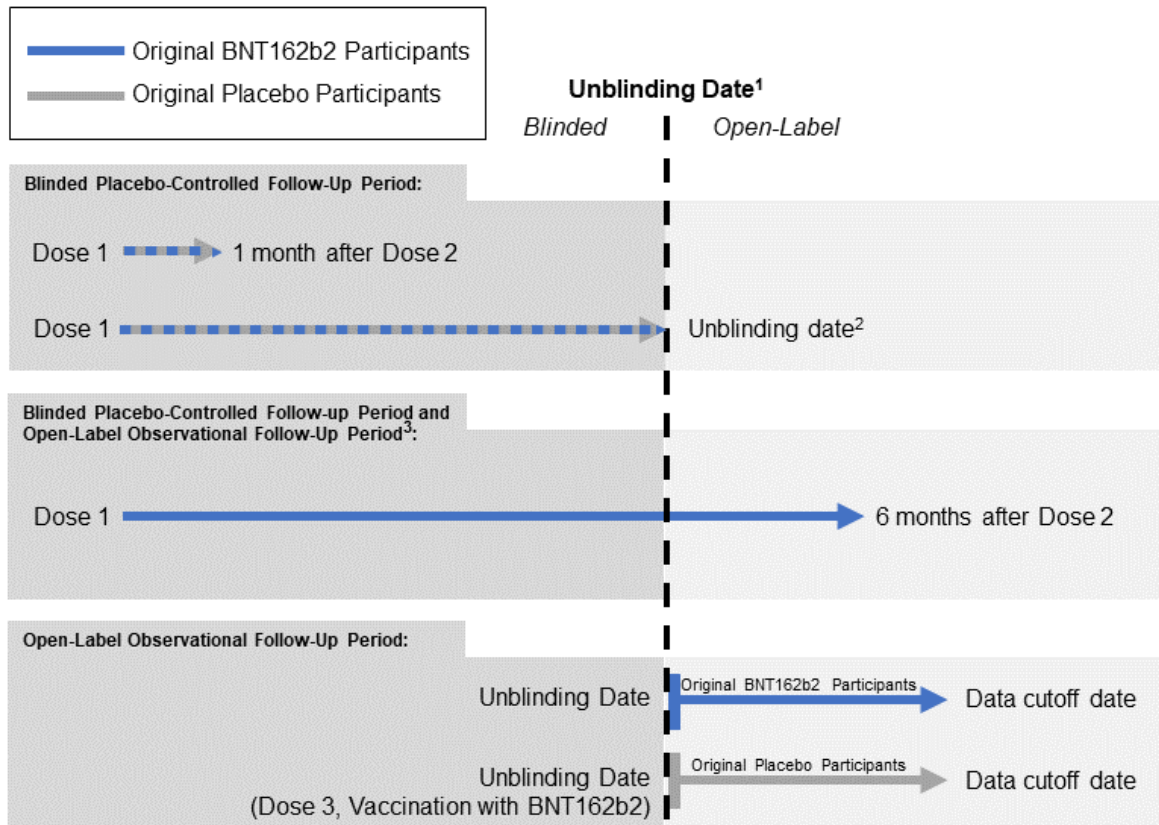 Original BNT162b2 Participants
Original Placebo Participants
Unblinding Date¹
Blinded
Open-Label
Blinded Placebo-Controlled Follow-Up Period:
Dose 1
1 month after Dose 2
Dose 1
Unblinding date²
Blinded Placebo-Controlled Follow-up Period and
Open-Label Observational Follow-Up Period³:
Dose 1
6 months after Dose 2
Open-Label Observational Follow-Up Period:
Unblinding Date
Original BNT162b2 Participants
Data cutoff date
Unblinding Date
(Dose 3, Vaccination with BNT162b2)
Original Placebo Participants
Data cutoff date